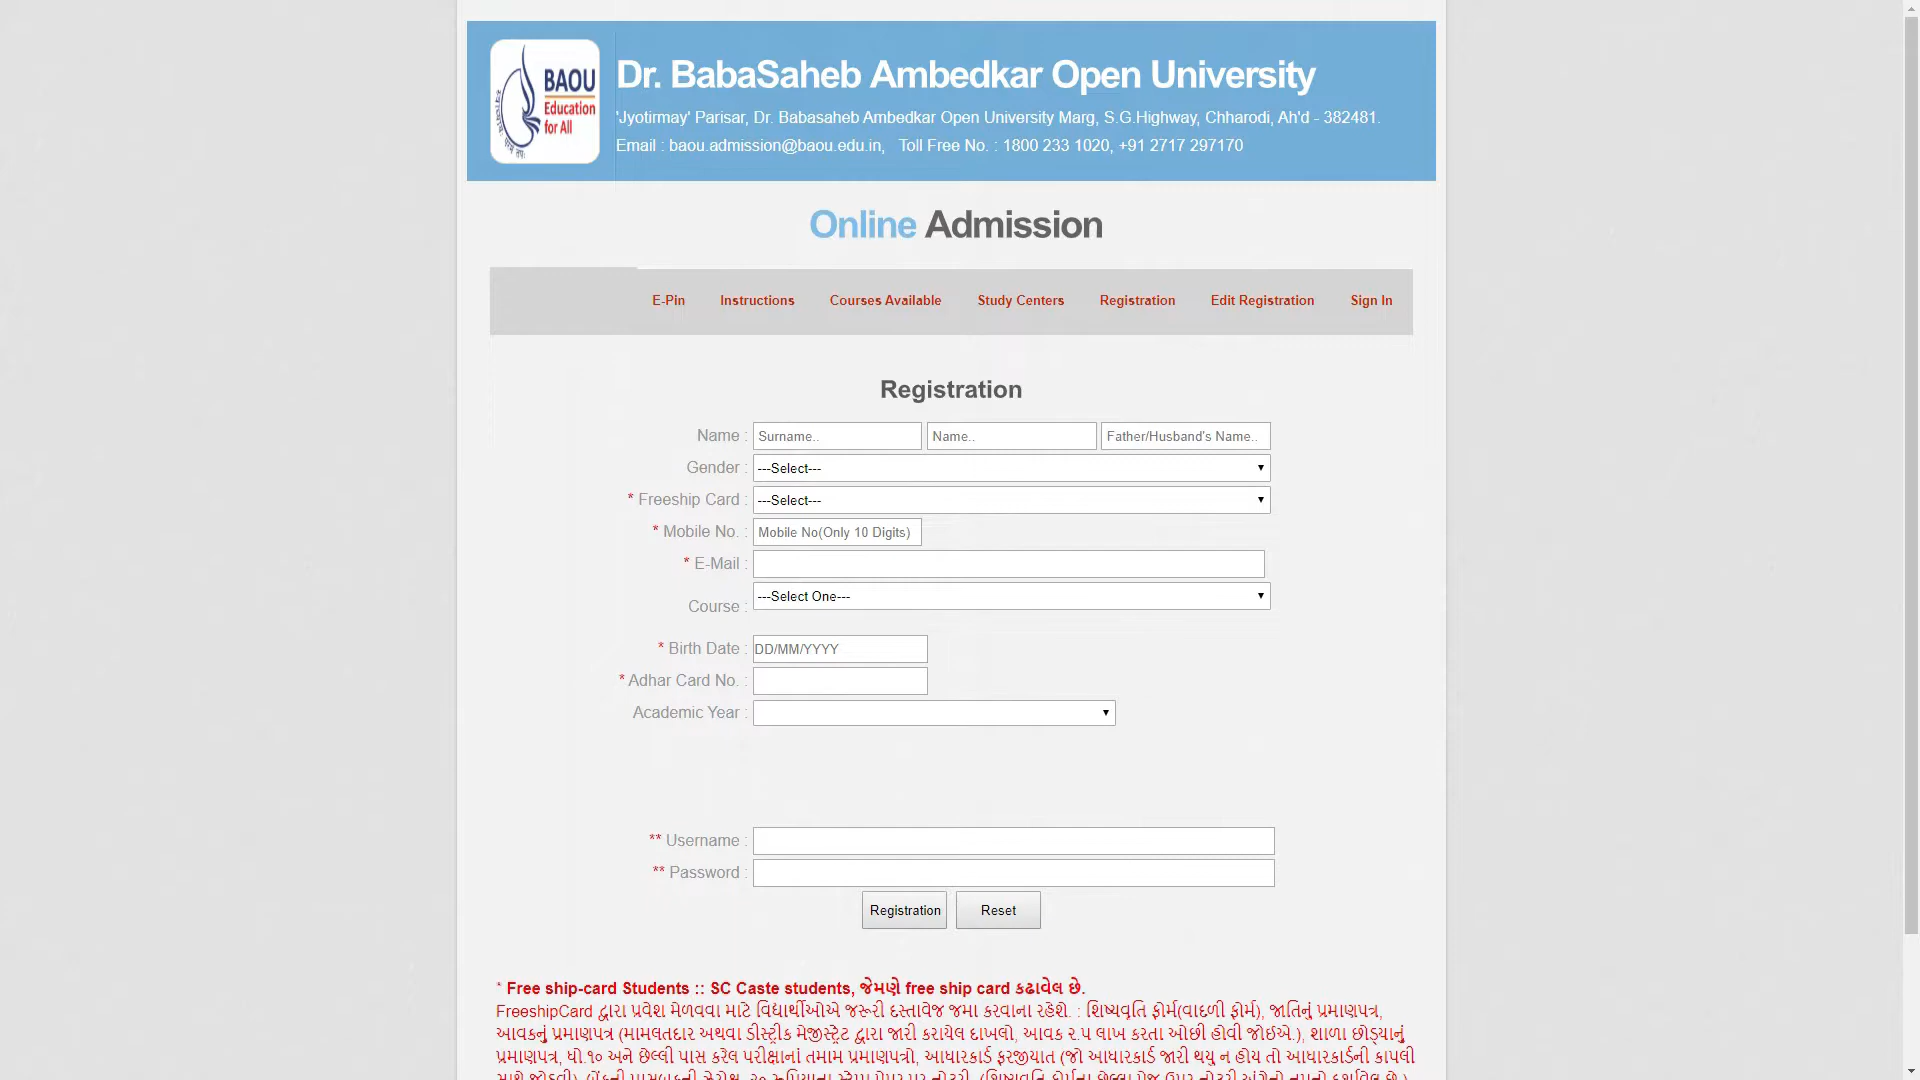 BAOU
Education
for All
Dr. BabaSaheb Ambedkar Open University
'Jyotirmay' Parisar, Dr. Babasaheb Ambedkar Open University Marg, S.G.Highway, Chharodi, Ah'd - 382481.
Email : baou.admission@baou.edu.in, Toll Free No. : 1800 233 1020, +91 2717 297170
Online Admission
E-Pin Instructions Courses Available Study Centers Registration Edit Registration Sign In
Registration
Name : Surname.. Name.. Father/Husband's Name..
Gender : ---Select---
* Freeship Card : ---Select---
* Mobile No. : Mobile No(Only 10 Digits)
* E-Mail :
Course : ---Select One---
* Birth Date : DD/MM/YYYY
* Adhar Card No. :
Academic Year :
** Username :
** Password :
Registration Reset
* Free ship-card Students :: SC Caste students, જેમણે free ship card કઢાવેલ છે.
FreeshipCard દ્વારા પ્રવેશ મેળવવા માટે વિદ્યાર્થીઓએ જરૂરી દસ્તાવેજ જમા કરવાના રહેશે. : શિષ્યવૃતિ ફોર્મ(વાદળી ફોર્મ), જાતિનું પ્રમાણપત્ર,
આવકનું પ્રમાણપત્ર (મામલતદાર અથવા ડીસ્ટ્રીક મેજીસ્ટ્રેટ દ્વારા જારી કરાયેલ દાખલો, આવક ૨.૫ લાખ કરતા ઓછી હોવી જોઈએ.), શાળા છોડ્યાનું
પ્રમાણપત્ર, ધો.૧૦ અને છેલ્લી પાસ કરેલ પરીક્ષાનાં તમામ પ્રમાણપત્રો, આધારકાર્ડ ફરજીયાત (જો આધારકાર્ડ જારી થયુ ન હોય તો આધારકાર્ડની કાપલી